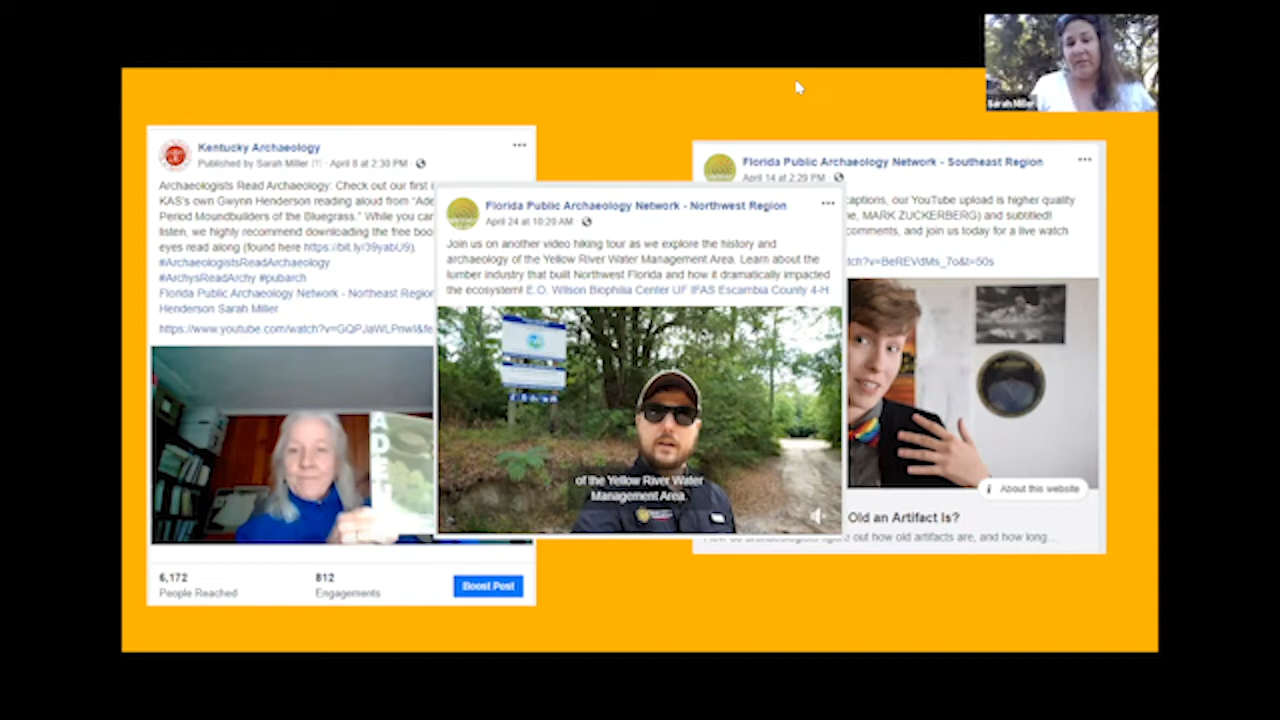 Sarah Miller
Kentucky Archaeology
Published by Sarah Miller [?] · April 8 at 2:30 PM ·
Archaeologists Read Archaeology: Check out our first
KAS's own Gwynn Henderson reading aloud from "Ade
Period Moundbuilders of the Bluegrass." While you can
listen, we highly recommend downloading the free boo
eyes read along (found here https://bit.ly/39yabU9).
#ArchaeologistsReadArchaeology
#ArchysReadArchy #pubarch
Florida Public Archaeology Network - Northeast Region
Henderson Sarah Miller
https://www.youtube.com/watch?v=GQPJaWLPnwI&fe
ADE
6,172
People Reached
812
Engagements
Boost Post
Florida Public Archaeology Network - Northwest Region
April 24 at 10:20 AM ·
Join us on another video hiking tour as we explore the history and
archaeology of the Yellow River Water Management Area. Learn about the
lumber industry that built Northwest Florida and how it dramatically impacted
the ecosystem! E.O. Wilson Biophilia Center UF IFAS Escambia County 4-H
of the Yellow River Water
Management Area.
Florida Public Archaeology Network - Southeast Region
April 14 at 2:29 PM ·
captions, our YouTube upload is higher quality
e, MARK ZUCKERBERG) and subtitled!
comments, and join us today for a live watch
tch?v=BeREVdMs_7o&t=50s
i About this website
Old an Artifact Is?
out how old artifacts are, and how long...